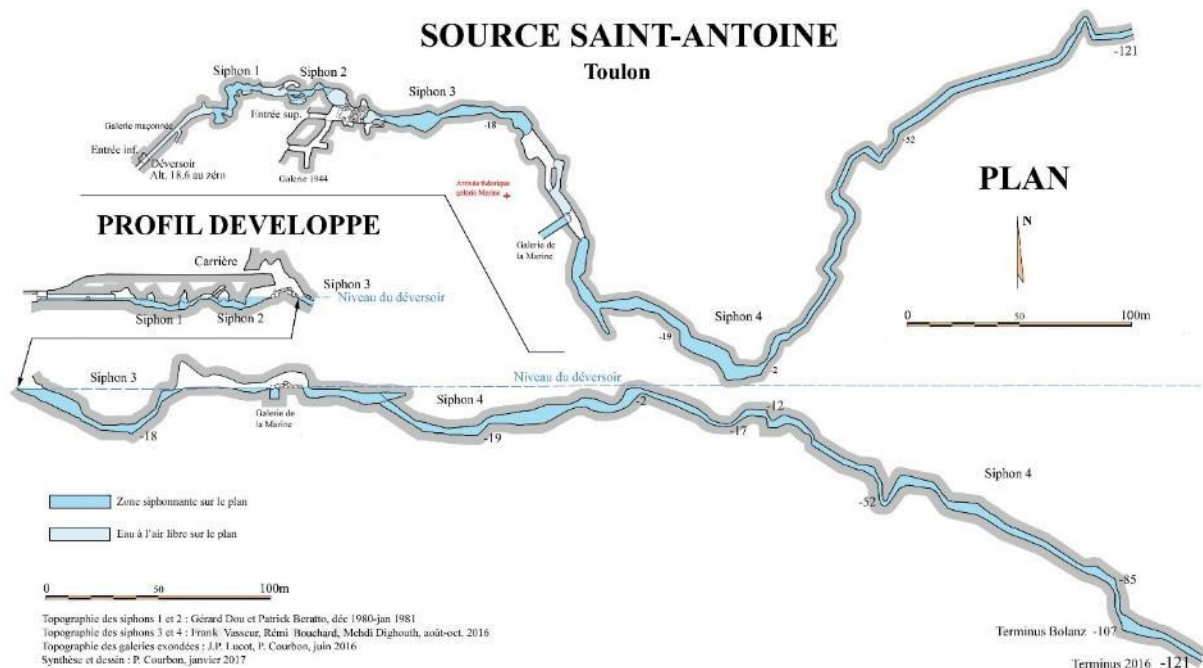 SOURCE SAINT-ANTOINE
Toulon
-121
Siphon 1
Siphon 2
Siphon 3
Galerie maçonnée
Entrée sup.
-18
-52
Entrée inf.
Déversoir
Alt. 18,6 au zéro
Galerie 1944
Arrivée théorique
galerie Marine
PLAN
N
PROFIL DEVELOPPE
Galerie de
la Marine
Carrière
Siphon 3
Niveau du déversoir
Siphon 1
Siphon 2
Siphon 4
-19
-2
0
50
100m
Siphon 3
Niveau du déversoir
Galerie de
la Marine
Siphon 4
-18
-19
-2
-12
-17
Siphon 4
-52
-85
Zone siphonnante sur le plan
Eau à l'air libre sur le plan
0
50
100m
Terminus Bolanz -107
Terminus 2016 -121
Topographie des siphons 1 et 2 : Gérard Dou et Patrick Beratto, déc 1980-jan 1981
Topographie des siphons 3 et 4 : Frank Vasseur, Rémi Bouchard, Mehdi Dighouth, août-oct. 2016
Topographie des galeries exondées : J.P. Lucot, P. Courbon, juin 2016
Synthèse et dessin : P. Courbon, janvier 2017